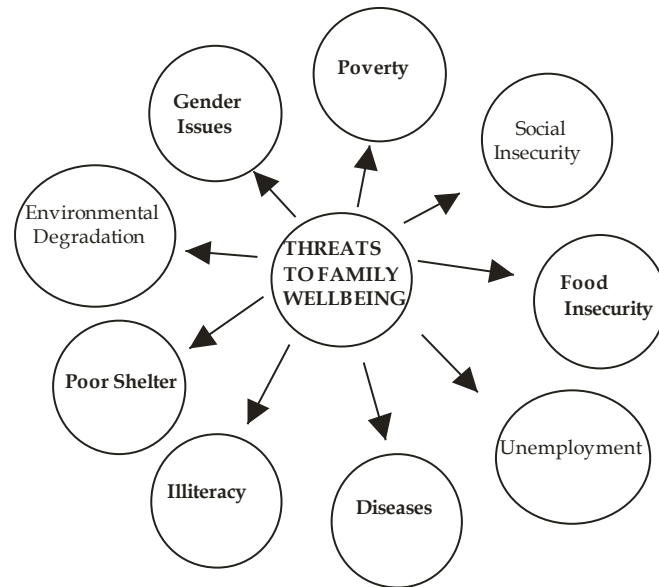 Poverty
Gender
Issues
Social
Insecurity
Environmental
Degradation
THREATS
TO FAMILY
WELLBEING
Food
Insecurity
Poor Shelter
Unemployment
Illiteracy
Diseases